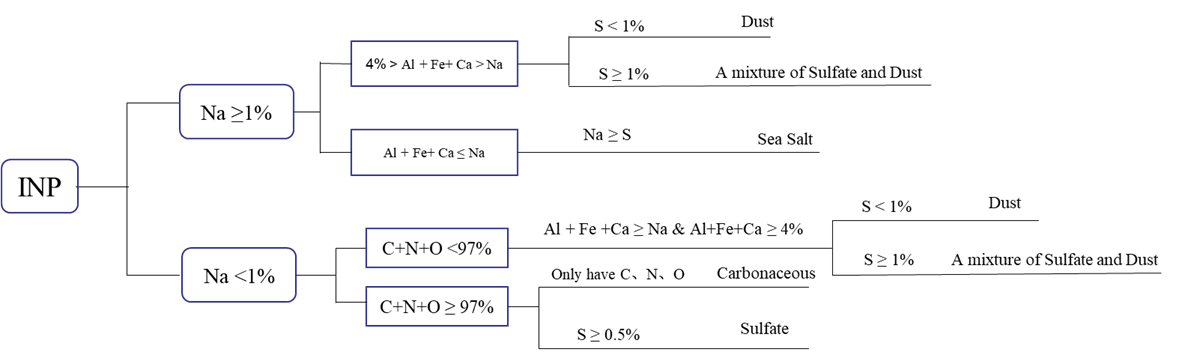 INP
Na ≥1%
4% > Al + Fe+ Ca > Na
S < 1% Dust
S ≥ 1% A mixture of Sulfate and Dust
Al + Fe+ Ca ≤ Na
Na ≥ S Sea Salt
Na <1%
C+N+O <97%
Al + Fe +Ca ≥ Na & Al+Fe+Ca ≥ 4%
S < 1% Dust
S ≥ 1% A mixture of Sulfate and Dust
C+N+O ≥ 97%
Only have C、N、O Carbonaceous
S ≥ 0.5% Sulfate